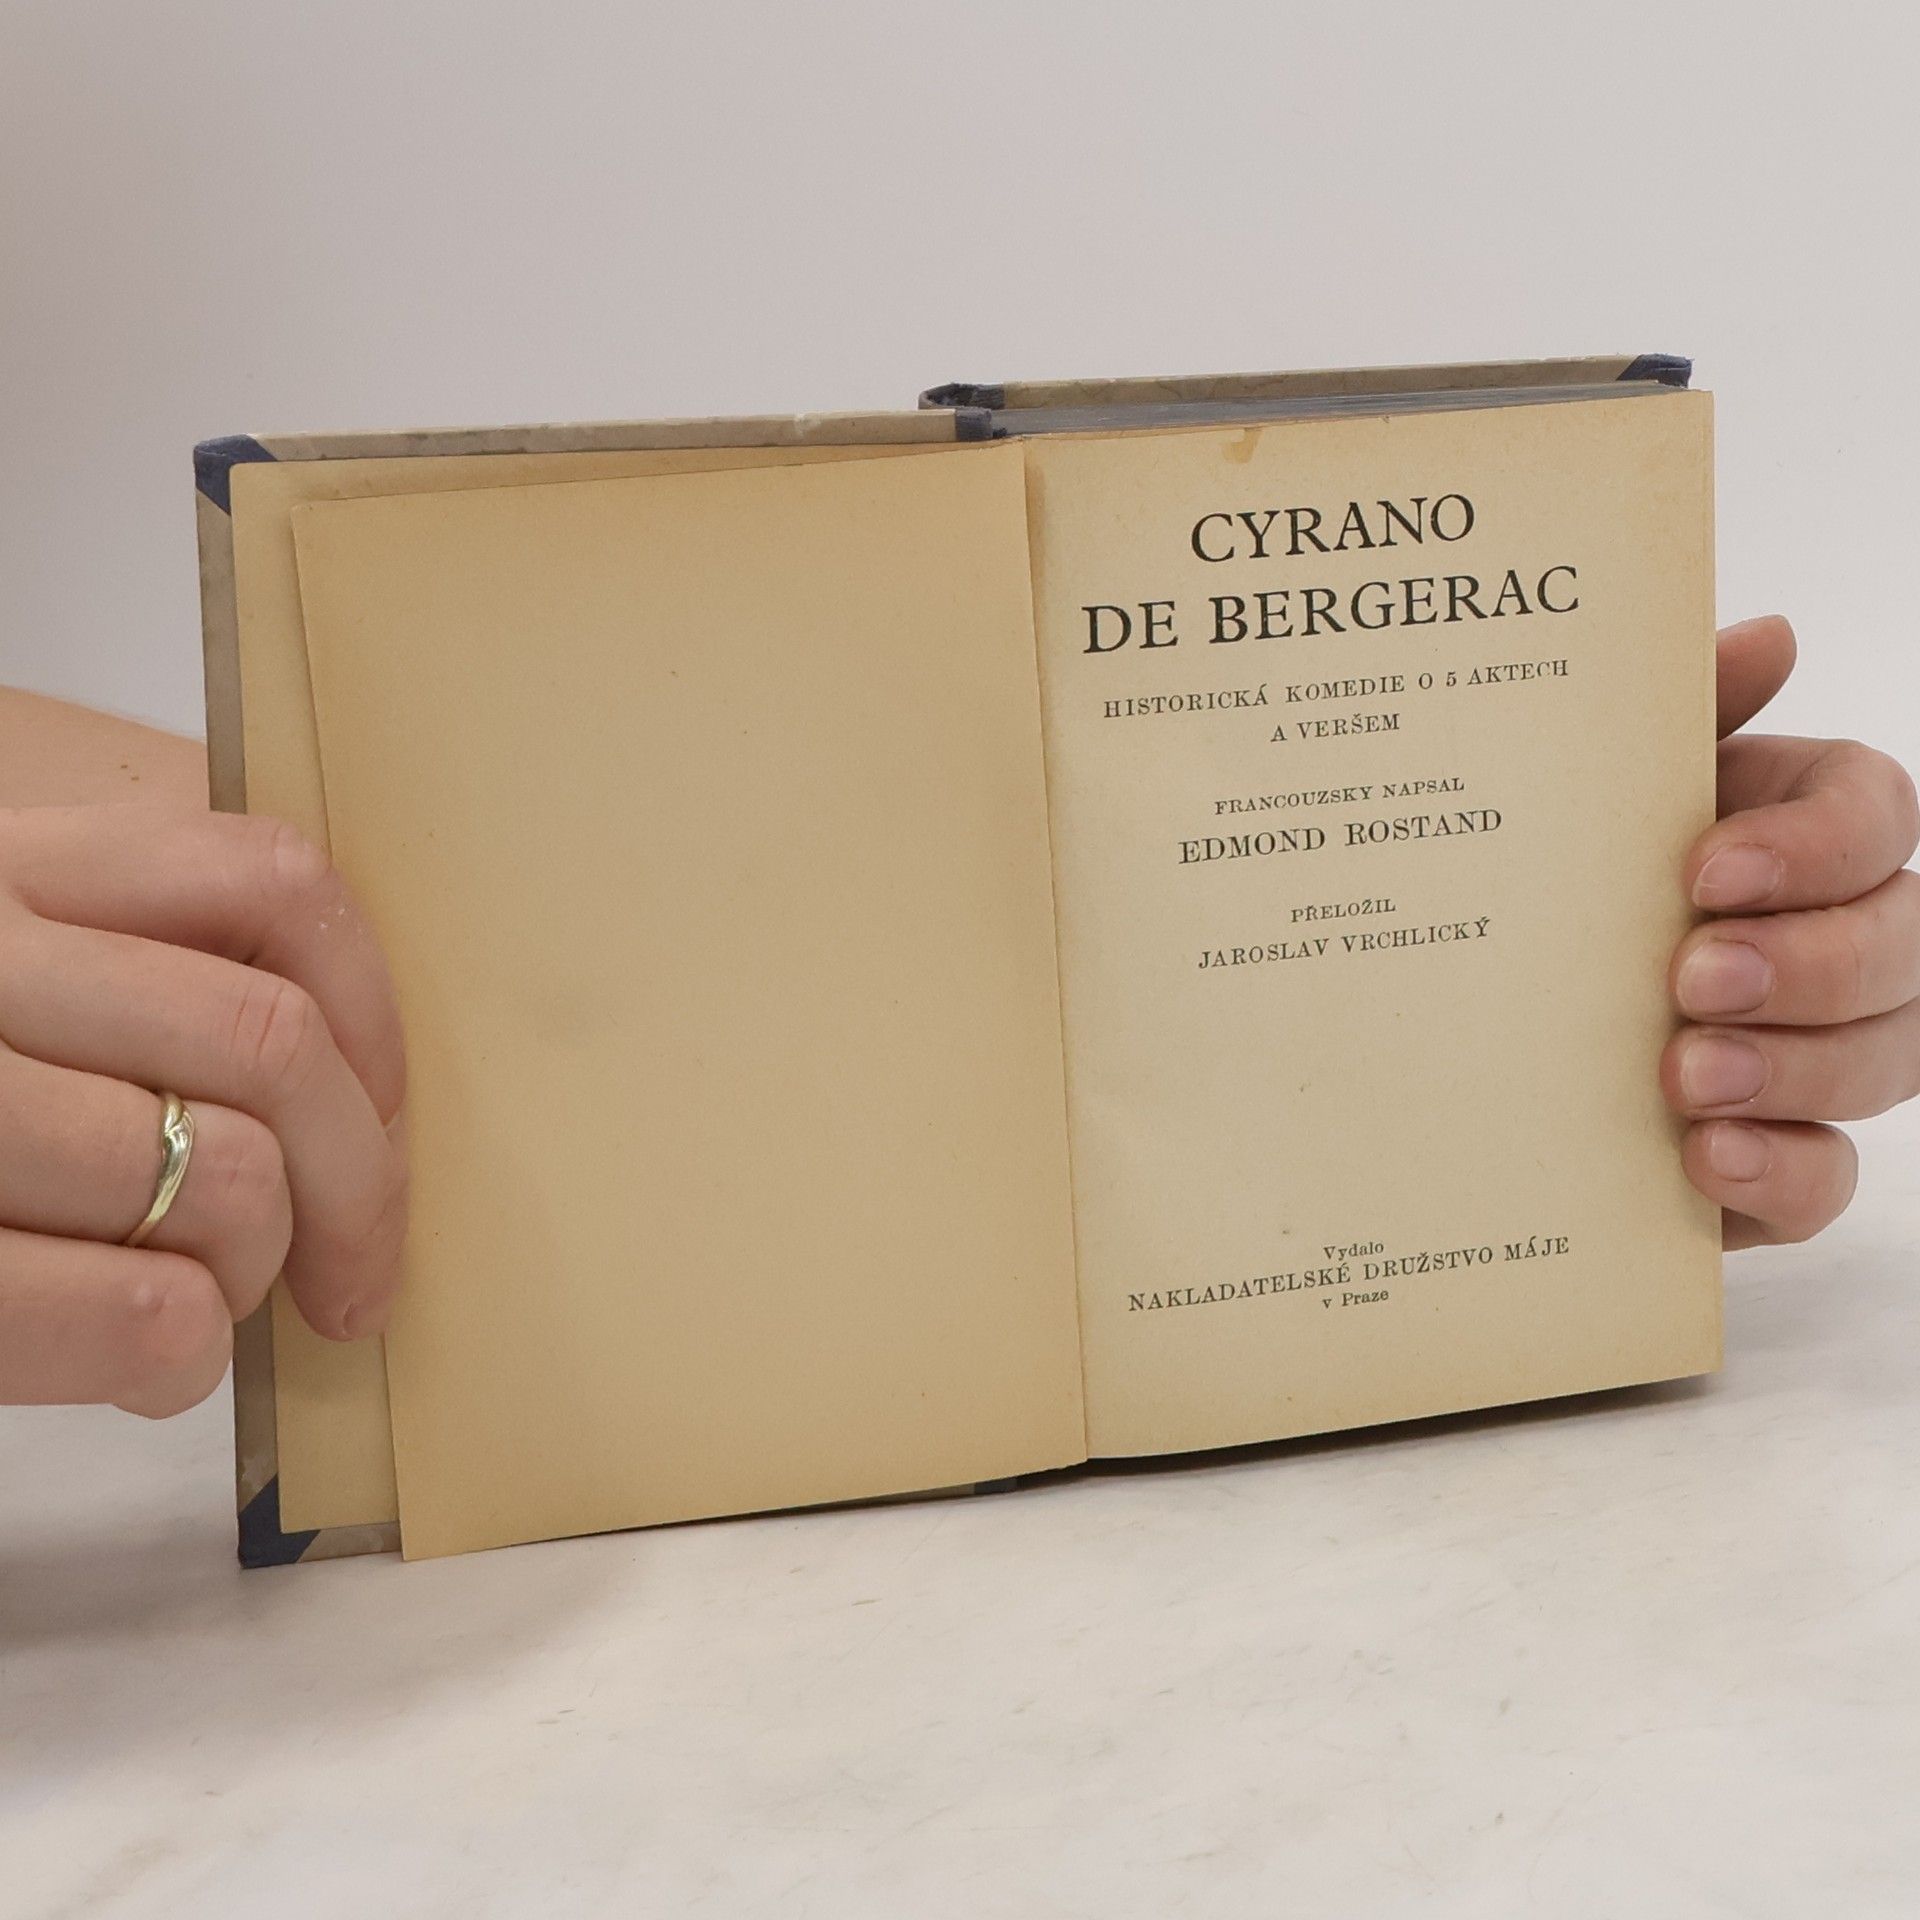 CYRANO
DE BERGERAC
HISTORICKÁ KOMEDIE O 5 AKTECH
A VERŠEM
FRANCOUZSKY NAPSAL
EDMOND ROSTAND
PŘELOŽIL
JAROSLAV VRCHLICKÝ
Vydalo
NAKLADATELSKÉ DRUŽSTVO MÁJE
v Praze